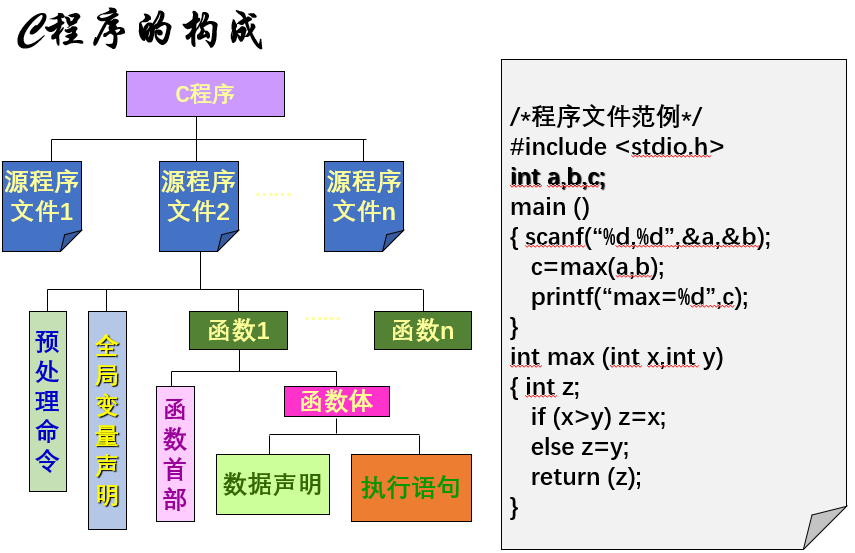 C程序的构成
C程序
源程序
文件1
源程序
文件2
……
源程序
文件n
预处理命令
全局变量声明
函数1
……
函数n
函数首部
函数体
数据声明
执行语句
/*程序文件范例*/
#include <stdio.h>
int a,b,c;
main ()
{ scanf(“%d,%d”,&a,&b);
c=max(a,b);
printf(“max=%d”,c);
}
int max (int x,int y)
{ int z;
if (x>y) z=x;
else z=y;
return (z);
}